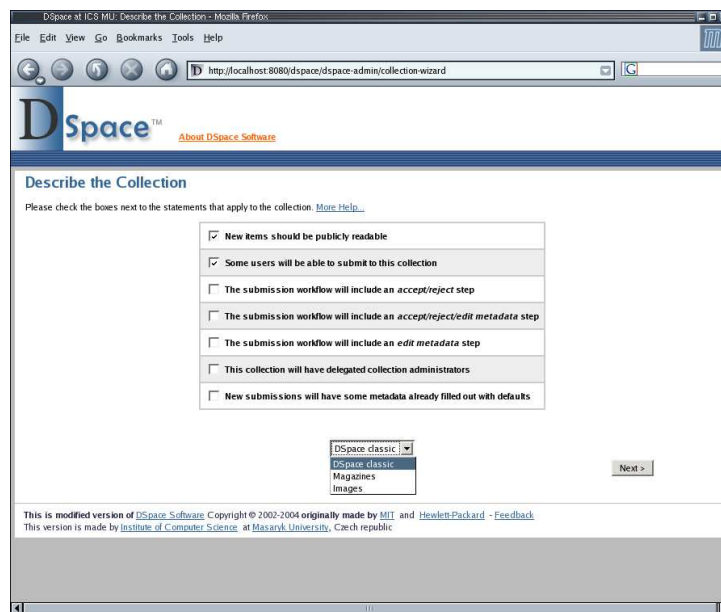 DSpace at ICS MU: Describe the Collection - Mozilla Firefox
File Edit View Go Bookmarks Tools Help
http://localhost:8080/dspace/dspace-admin/collection-wizard
G
DSpace™
About DSpace Software
Describe the Collection
Please check the boxes next to the statements that apply to the collection. More Help...
New items should be publicly readable
Some users will be able to submit to this collection
The submission workflow will include an accept/reject step
The submission workflow will include an accept/reject/edit metadata step
The submission workflow will include an edit metadata step
This collection will have delegated collection administrators
New submissions will have some metadata already filled out with defaults
DSpace classic
DSpace classic
Magazines
Images
Next >
This is modified version of DSpace Software Copyright © 2002-2004 originally made by MIT and Hewlett-Packard - Feedback
This version is made by Institute of Computer Science at Masaryk University, Czech republic